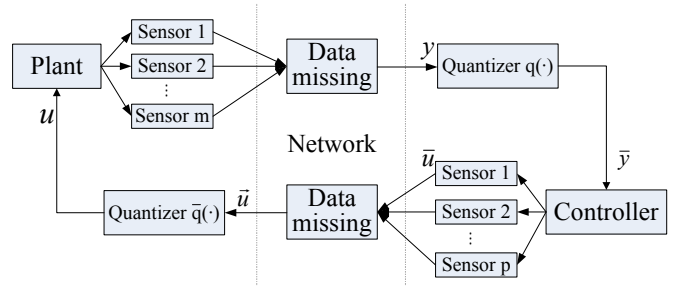 Plant
Sensor 1
Sensor 2
⋮
Sensor m
Data
missing
y
Quantizer q(·)
u
Network
ȳ
ū
Quantizer q̄(·)
u⃗
Data
missing
Sensor 1
Sensor 2
⋮
Sensor p
Controller